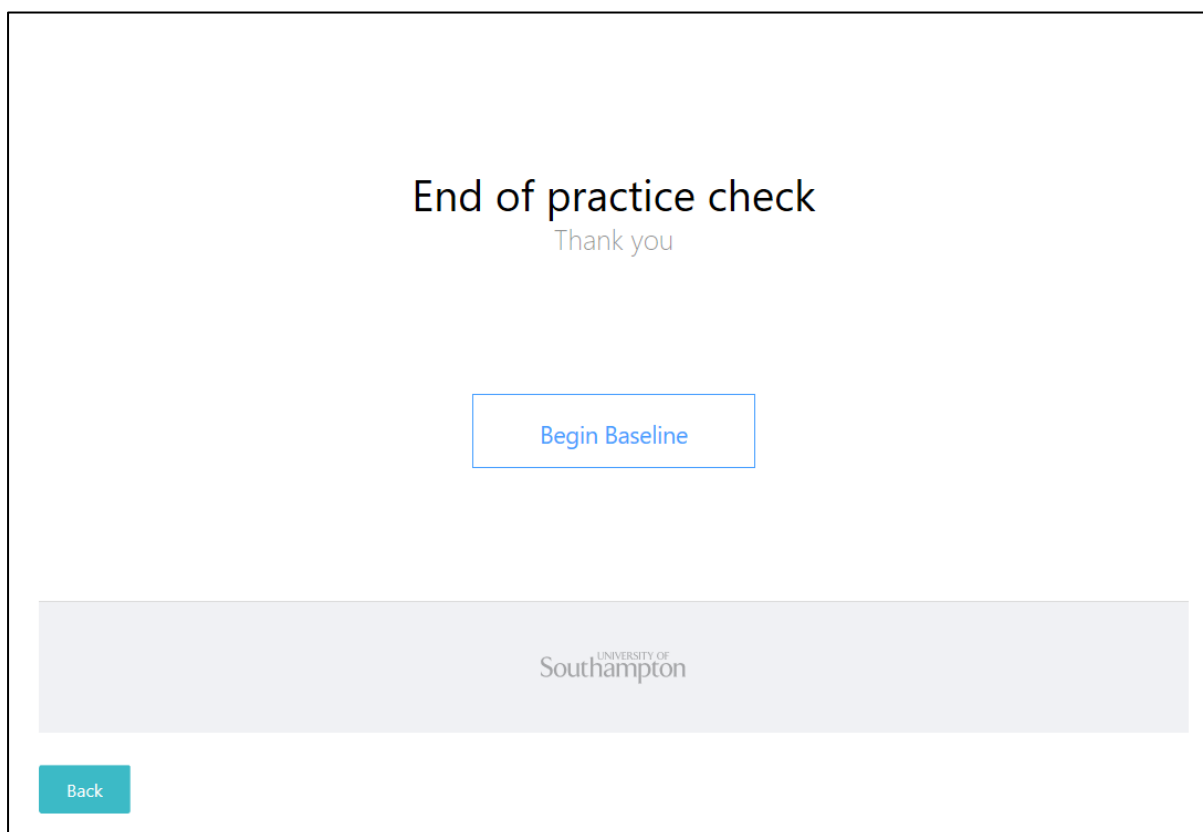 End of practice check
Thank you
Begin Baseline
UNIVERSITY OF
Southampton
Back